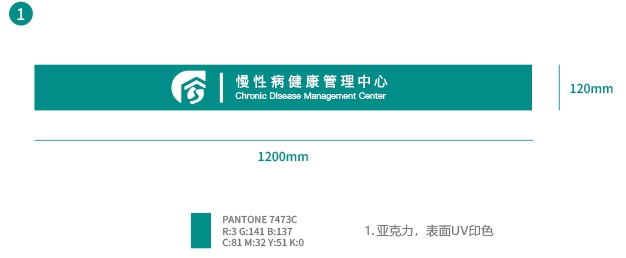 1
慢性病健康管理中心
Chronic Disease Management Center
120mm
1200mm
PANTONE 7473C
R:3 G:141 B:137
C:81 M:32 Y:51 K:0
1. 亚克力，表面UV印色